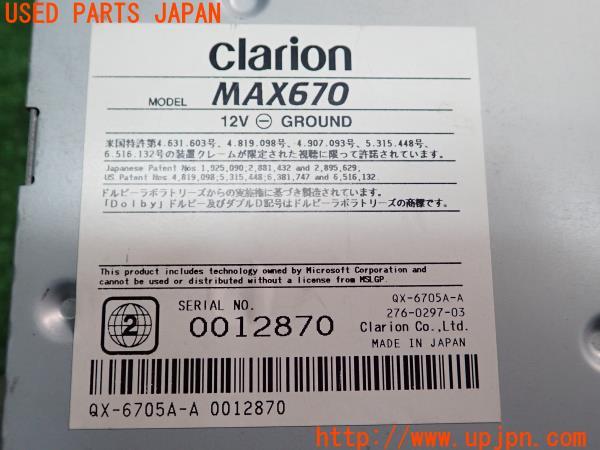 USED PARTS JAPAN
clarion
MODEL MAX670
12V ⊖ GROUND
米国特許第4.631.603号、4.819.098号、4.907.093号、5.315.448号、
6.516.132号の装置クレームが限定された視聴に限って許諾されています。
Japanese Patent Nos 1,925,090;2,881,432 and 2,895,629,
US Patent Nos 4,819,098;5,315,448;6,381,747 and 6,516,132.
ドルビーラボラトリーズからの実施権に基づき製造されています。
「Dolby」ドルビー及びダブルD記号はドルビーラボラトリーズの商標です。
This product includes technology owned by Microsoft Corporation and
cannot be used or distributed without a license from MSLGP.
2
SERIAL NO.
0012870
QX-6705A-A
276-0297-03
Clarion Co.,Ltd.
MADE IN JAPAN
QX-6705A-A 0012870
UPJ
http://www.upjpn.com